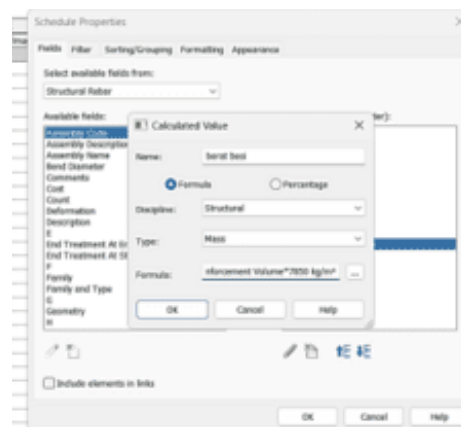 Schedule Properties
Fields Filter Sorting/Grouping Formatting Appearance
Select available fields from:
Structural Rebar
Available fields:
ter):
Assembly Code
Assembly Description
Assembly Name
Bend Diameter
Comments
Cost
Count
Deformation
Description
E
End Treatment At En
End Treatment At St
F
Family
Family and Type
G
Geometry
H
Calculated Value
Name:
berat besi
Formula
Percentage
Discipline:
Structural
Type:
Mass
Formula:
nforcement Volume*7850 kg/m³
...
OK Cancel Help
Include elements in links
OK Cancel Help